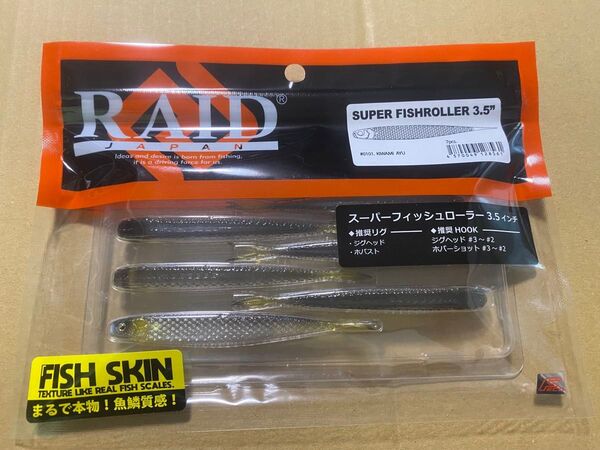 RAID®
JAPAN
Ideas and desire is born from fishing,
it is a driving force for us.
SUPER FISHROLLER 3.5"
7pcs.
#0101. KIWAMI AYU
スーパーフィッシュローラー 3.5インチ
◆推奨リグ
・ジグヘッド
・ホバスト
◆推奨HOOK
ジグヘッド #3〜#2
ホバーショット #3〜#2
FISH SKIN
TEXTURE LIKE REAL FISH SCALES.
まるで本物!魚鱗質感!